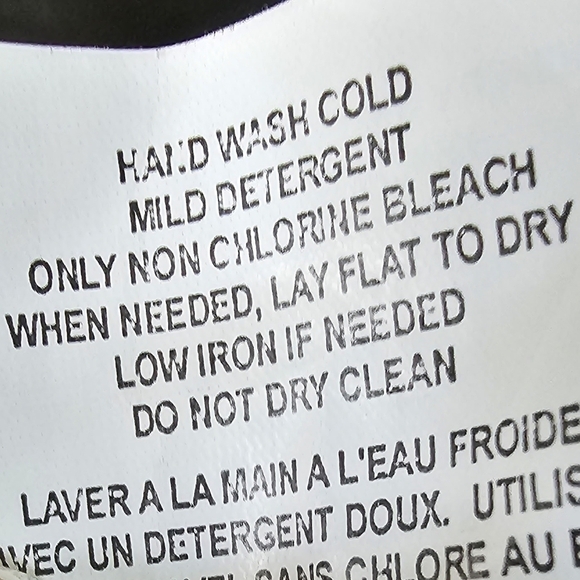 HAND WASH COLD
MILD DETERGENT
ONLY NON CHLORINE BLEACH
WHEN NEEDED, LAY FLAT TO DRY
LOW IRON IF NEEDED
DO NOT DRY CLEAN
LAVER A LA MAIN A L'EAU FROIDE
UN DETERGENT DOUX. UTILIS
SANS CHLORE AU